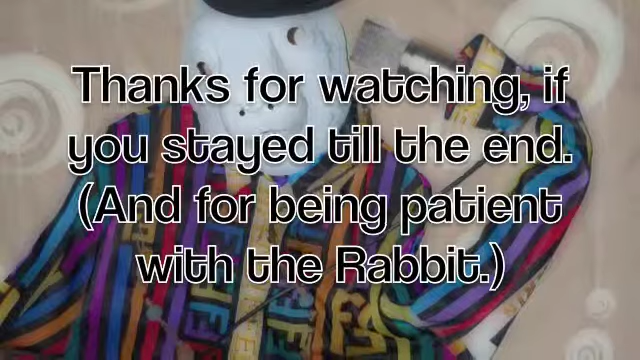 Thanks for watching, if
you stayed till the end.
(And for being patient
with the Rabbit.)